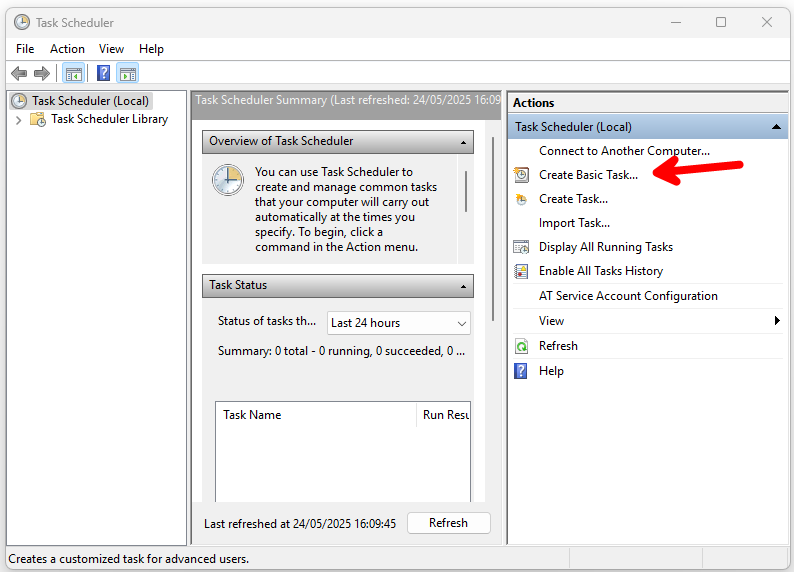 Task Scheduler
File Action View Help
Task Scheduler (Local)
Task Scheduler Library
Task Scheduler Summary (Last refreshed: 24/05/2025 16:09
Overview of Task Scheduler
You can use Task Scheduler to
create and manage common tasks
that your computer will carry out
automatically at the times you
specify. To begin, click a
command in the Action menu.
Task Status
Status of tasks th...
Last 24 hours
Summary: 0 total - 0 running, 0 succeeded, 0 ...
Task Name
Run Resu
Last refreshed at 24/05/2025 16:09:45
Refresh
Actions
Task Scheduler (Local)
Connect to Another Computer...
Create Basic Task...
Create Task...
Import Task...
Display All Running Tasks
Enable All Tasks History
AT Service Account Configuration
View
Refresh
Help
Creates a customized task for advanced users.